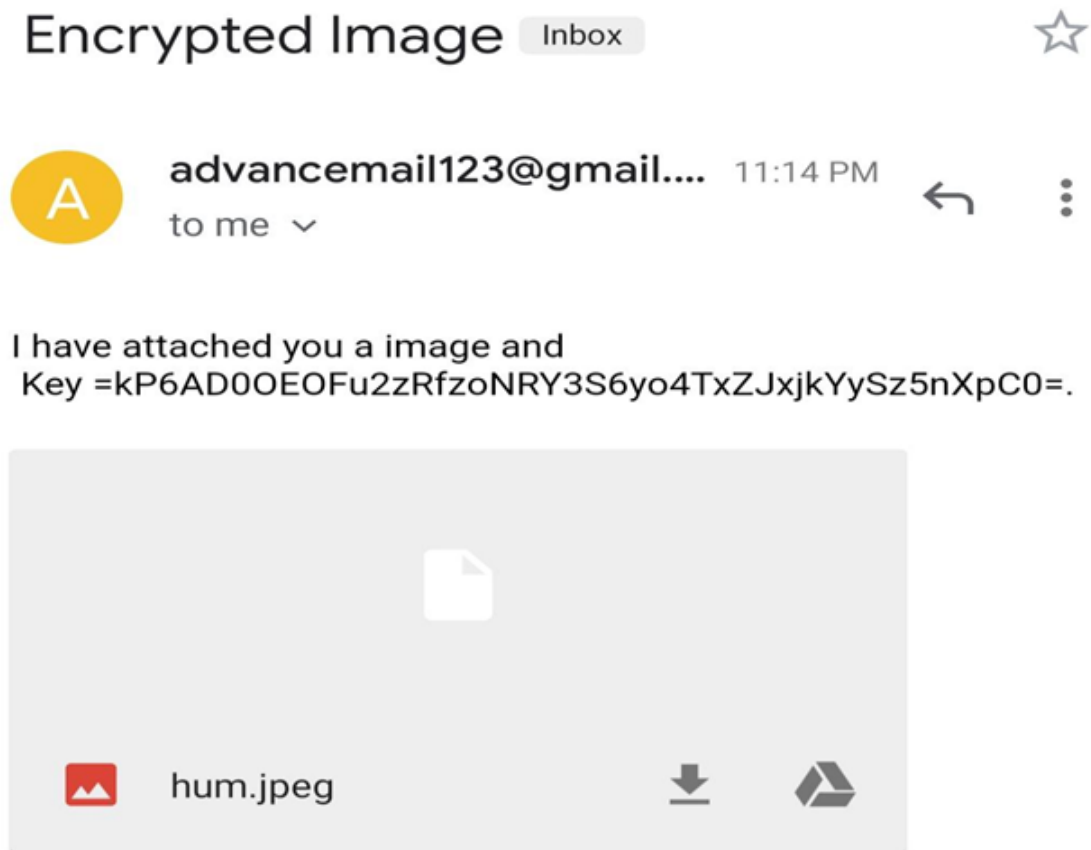 Encrypted Image Inbox
A
advancemail123@gmail.... 11:14 PM
to me
I have attached you a image and
Key =kP6AD0OEOFu2zRfzoNRY3S6yo4TxZJxjkYySz5nXpC0=.
hum.jpeg